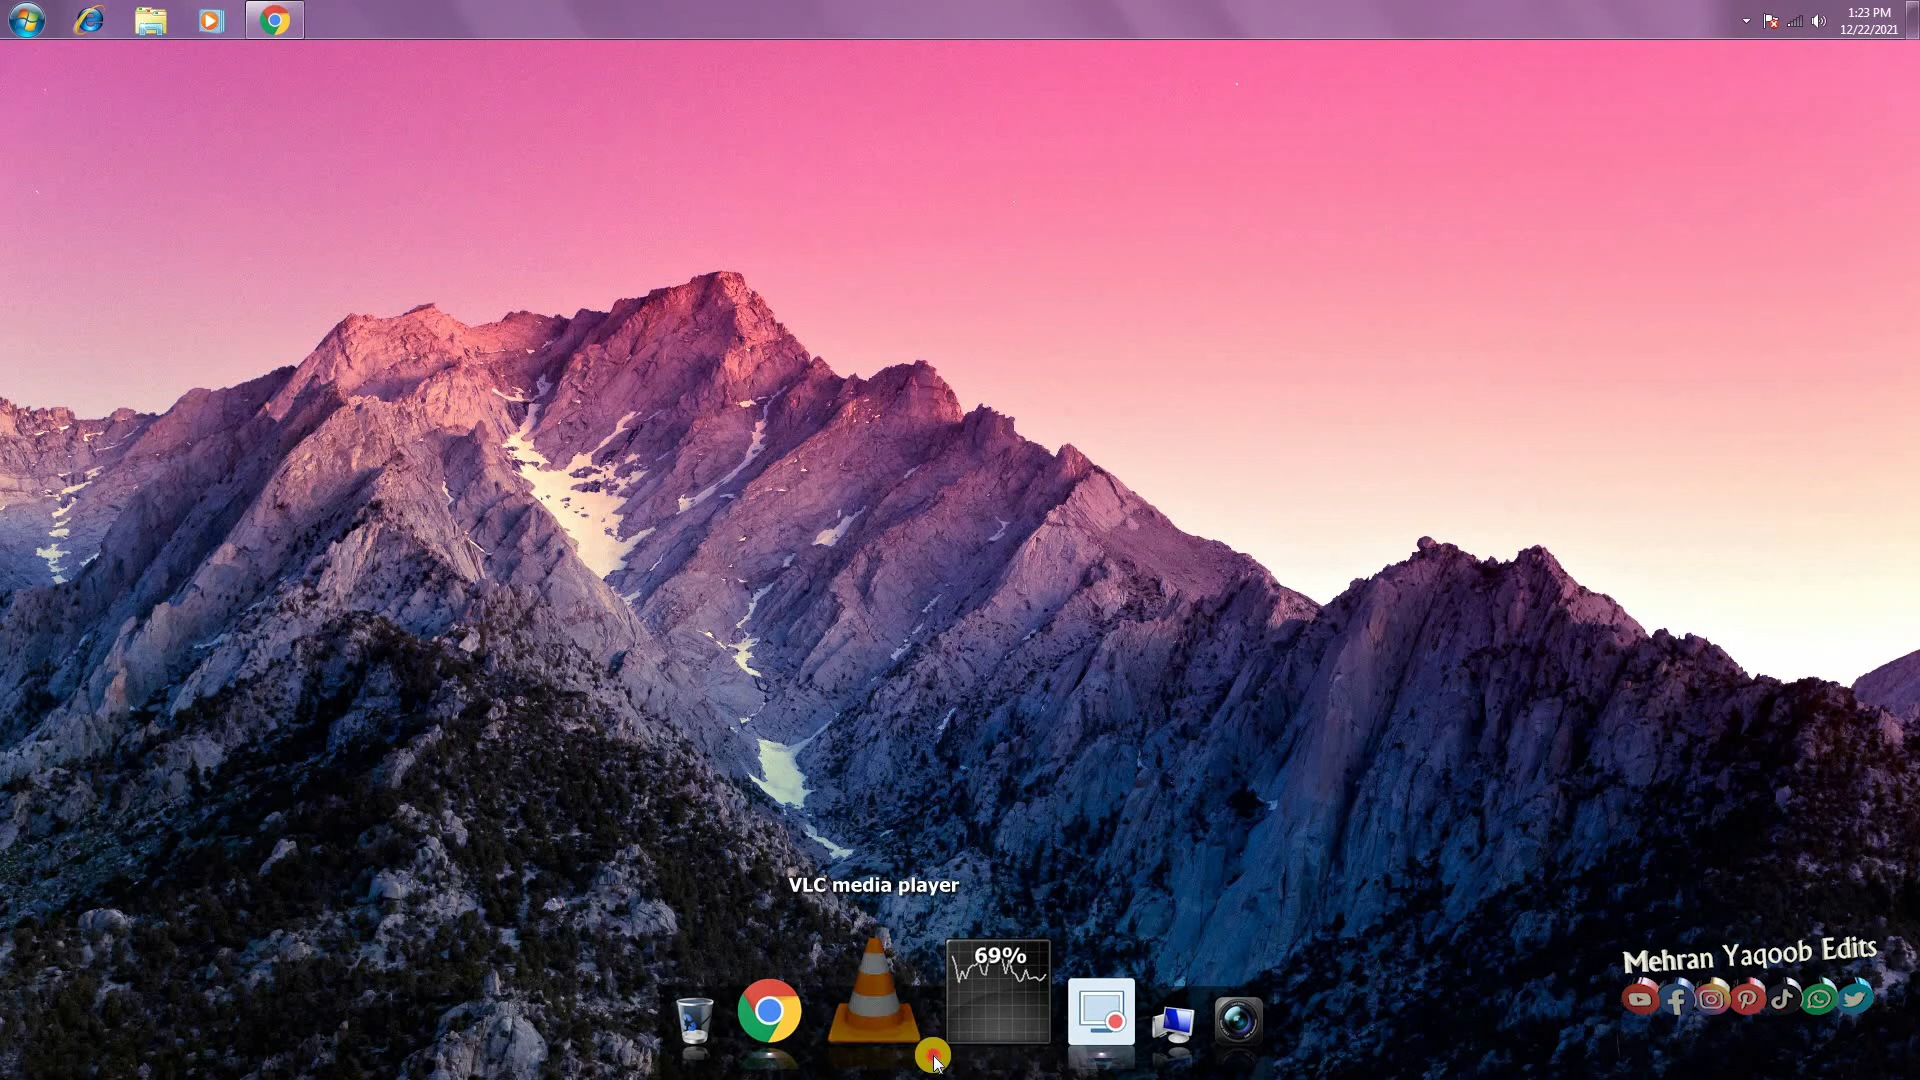 1:23 PM
12/22/2021
VLC media player
69%
Mehran Yaqoob Edits